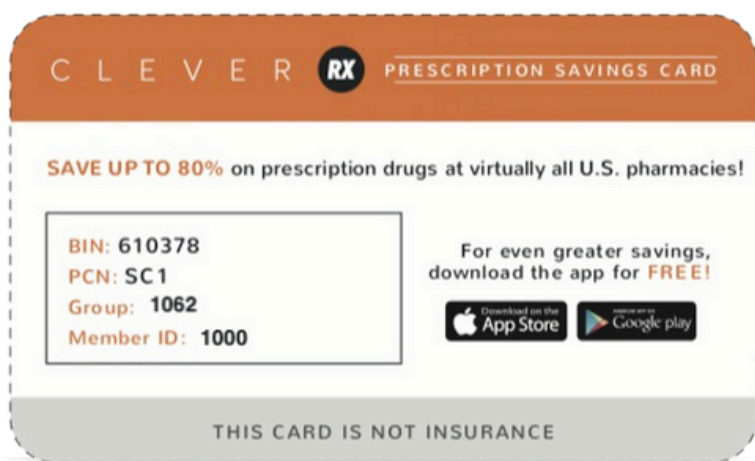 CLEVER RX PRESCRIPTION SAVINGS CARD
SAVE UP TO 80% on prescription drugs at virtually all U.S. pharmacies!
BIN: 610378
PCN: SC1
Group: 1062
Member ID: 1000
For even greater savings,
download the app for FREE!
Download on the
App Store
Google play
THIS CARD IS NOT INSURANCE